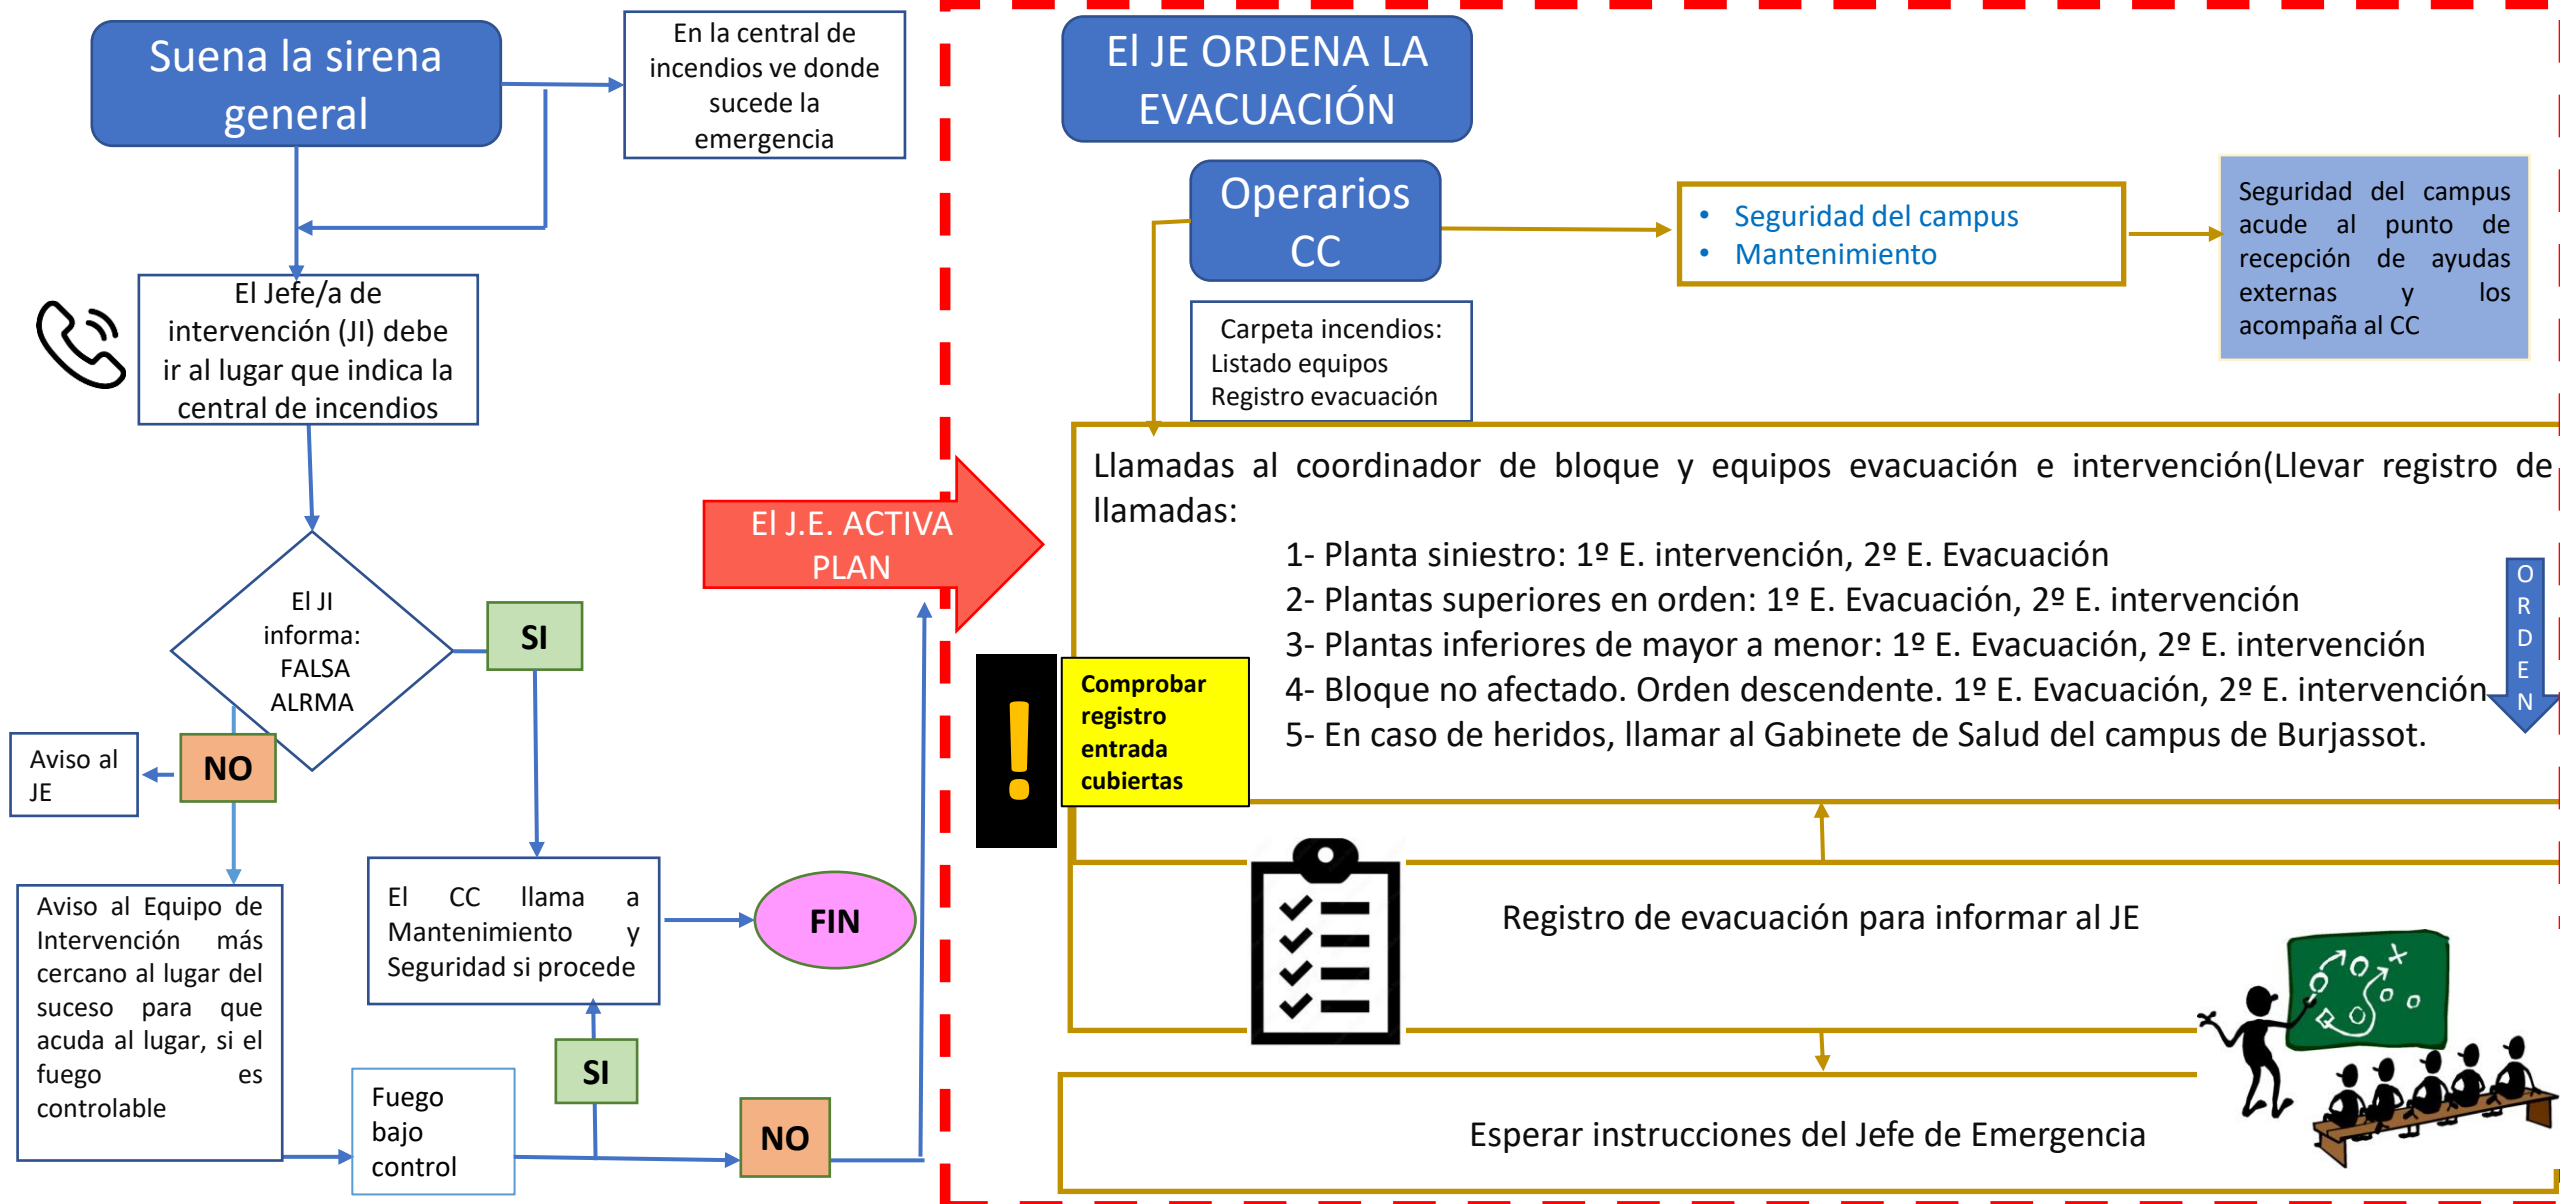 Suena la sirena
general
En la central de
incendios ve donde
sucede la
emergencia
El Jefe/a de
intervención (JI) debe
ir al lugar que indica la
central de incendios
El JI
informa:
FALSA
ALRMA
SI
NO
Aviso al
JE
Aviso al Equipo de
Intervención más
cercano al lugar del
suceso para que
acuda al lugar, si el
fuego es
controlable
El CC llama a
Mantenimiento y
Seguridad si procede
FIN
SI
Fuego
bajo
control
NO
El J.E. ACTIVA
PLAN
El JE ORDENA LA
EVACUACIÓN
Operarios
CC
• Seguridad del campus
• Mantenimiento
Seguridad del campus
acude al punto de
recepción de ayudas
externas y los
acompaña al CC
Carpeta incendios:
Listado equipos
Registro evacuación
Llamadas al coordinador de bloque y equipos evacuación e intervención(Llevar registro de
llamadas:
1- Planta siniestro: 1º E. intervención, 2º E. Evacuación
2- Plantas superiores en orden: 1º E. Evacuación, 2º E. intervención
3- Plantas inferiores de mayor a menor: 1º E. Evacuación, 2º E. intervención
4- Bloque no afectado. Orden descendente. 1º E. Evacuación, 2º E. intervención
5- En caso de heridos, llamar al Gabinete de Salud del campus de Burjassot.
O
R
D
E
N
!
Comprobar
registro
entrada
cubiertas
Registro de evacuación para informar al JE
Esperar instrucciones del Jefe de Emergencia